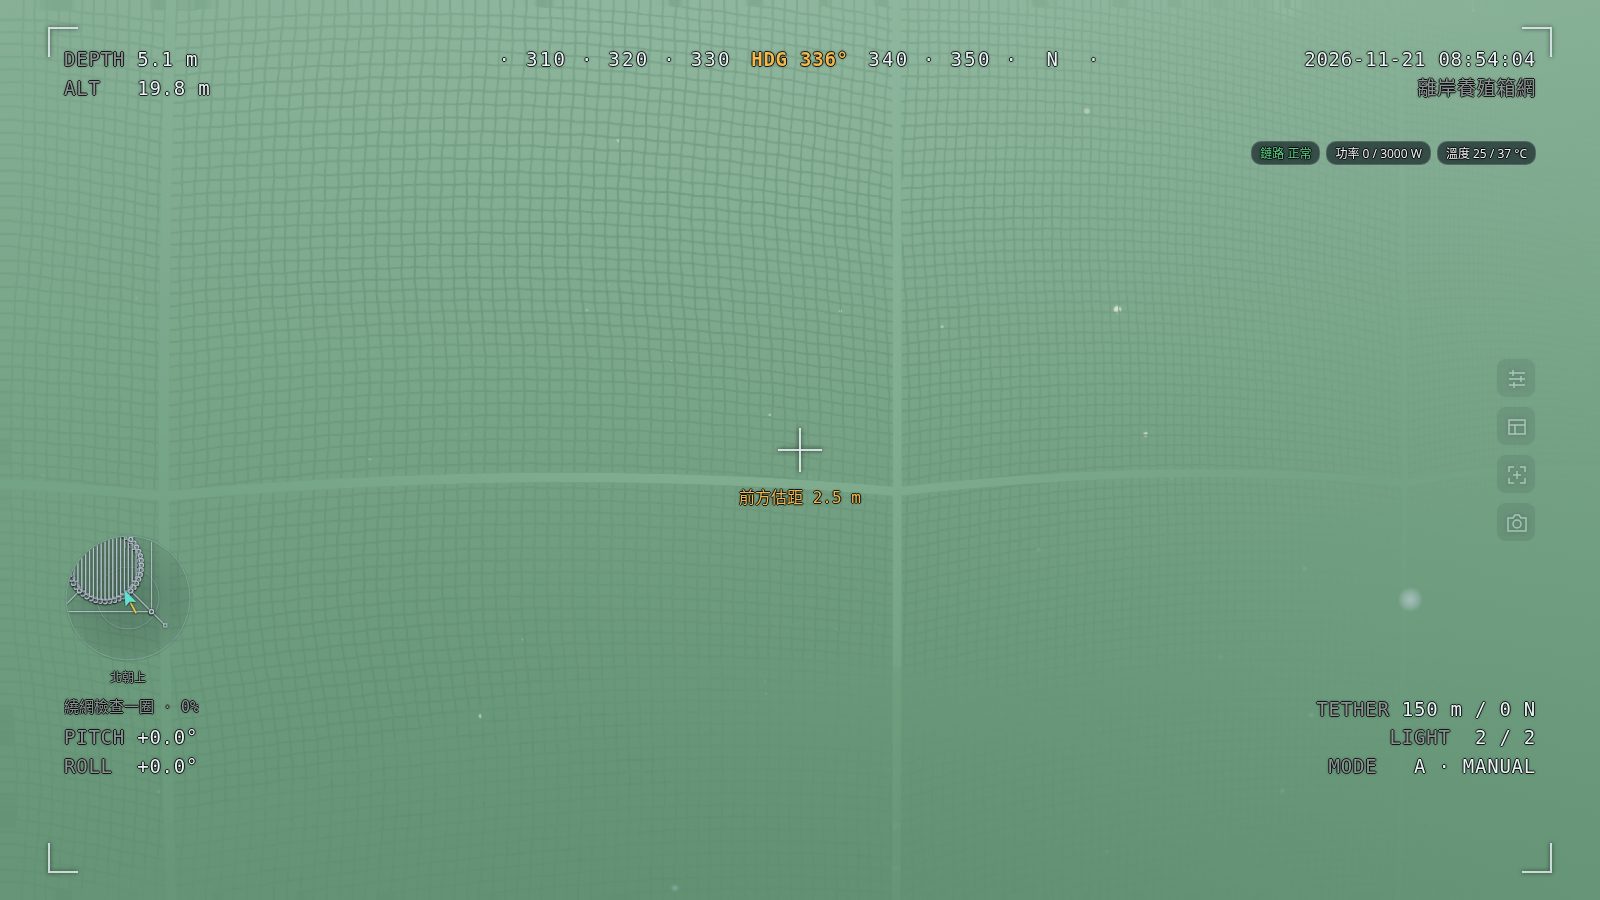 DEPTH 5.1 m
ALT 19.8 m
· 310 · 320 · 330 HDG 336° 340 · 350 · N ·
2026-11-21 08:54:04
離岸養殖箱網
鏈路 正常 功率 0 / 3000 W 溫度 25 / 37 °C
前方估距 2.5 m
北朝上
繞網檢查一圈 · 0%
PITCH +0.0°
ROLL +0.0°
TETHER 150 m / 0 N
LIGHT 2 / 2
MODE A · MANUAL